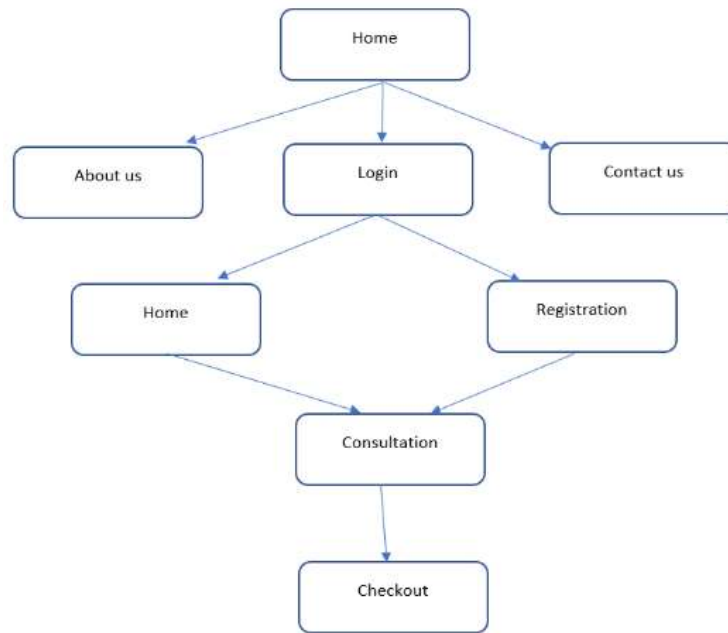 Home
About us
Login
Contact us
Home
Registration
Consultation
Checkout